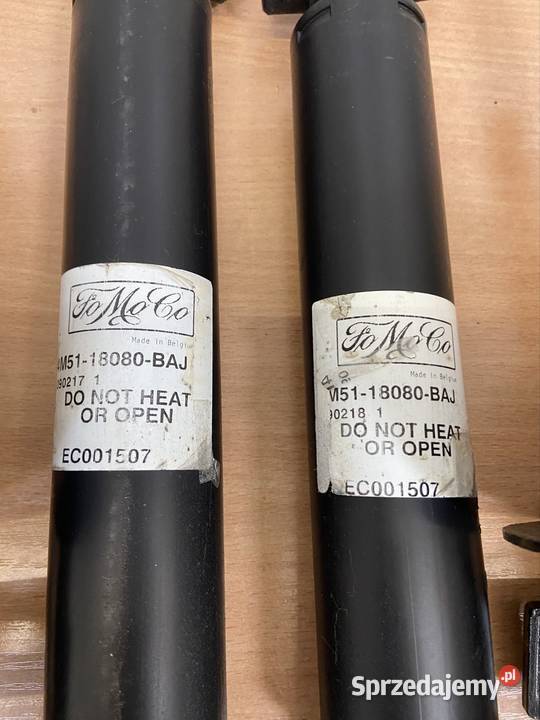 FoMoCo
Made in Belgium
4M51-18080-BAJ
090217 1
DO NOT HEAT
OR OPEN
EC001507
FoMoCo
Made in Belgium
M51-18080-BAJ
90218 1
DO NOT HEAT
OR OPEN
EC001507
Sprzedajemy.pl